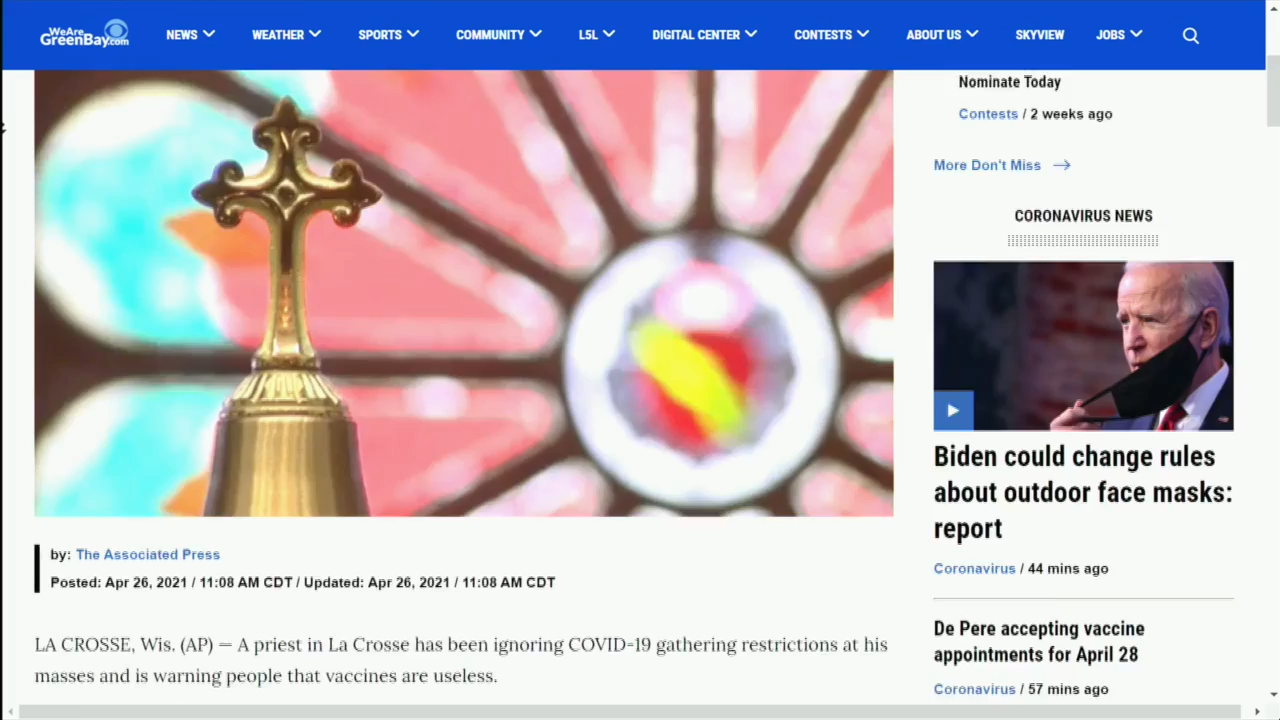 WeAre
GreenBay.com
NEWS
WEATHER
SPORTS
COMMUNITY
L5L
DIGITAL CENTER
CONTESTS
ABOUT US
SKYVIEW
JOBS
Nominate Today
Contests / 2 weeks ago
More Don't Miss
CORONAVIRUS NEWS
Biden could change rules
about outdoor face masks:
report
Coronavirus / 44 mins ago
De Pere accepting vaccine
appointments for April 28
Coronavirus / 57 mins ago
by: The Associated Press
Posted: Apr 26, 2021 / 11:08 AM CDT / Updated: Apr 26, 2021 / 11:08 AM CDT
LA CROSSE, Wis. (AP) — A priest in La Crosse has been ignoring COVID-19 gathering restrictions at his
masses and is warning people that vaccines are useless.